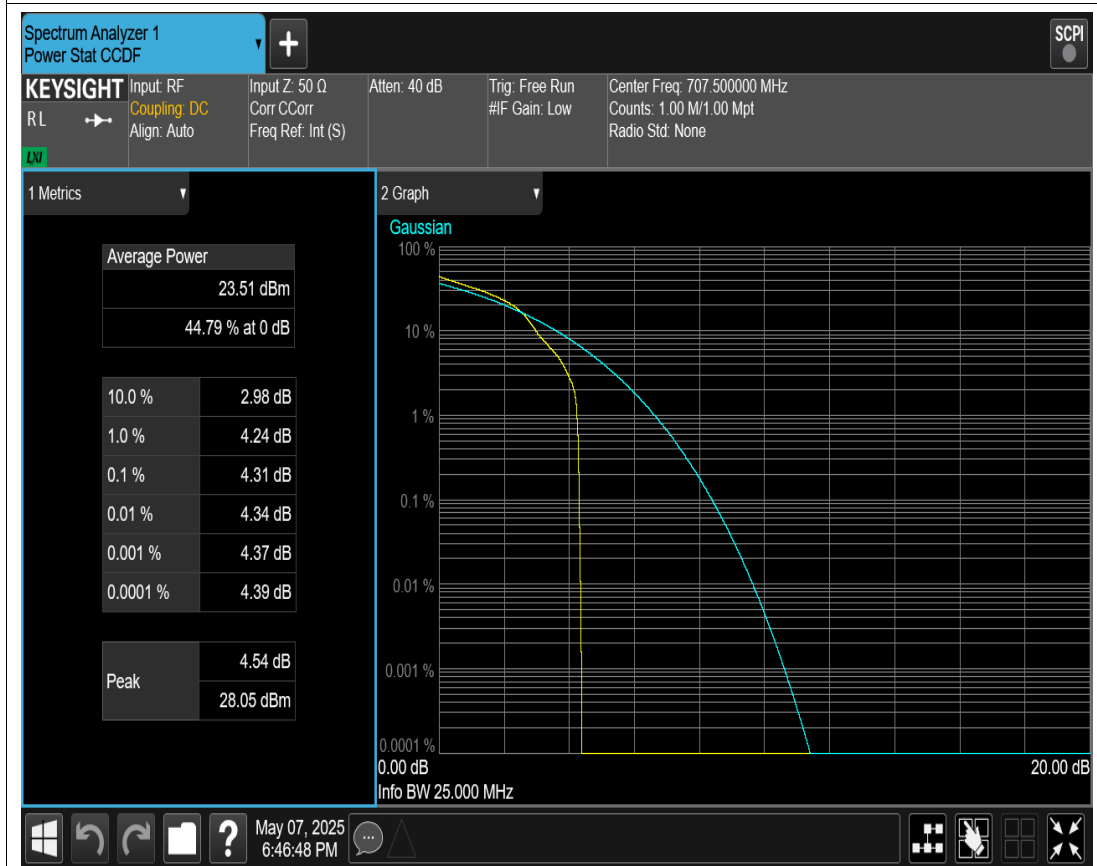 Spectrum Analyzer 1
Power Stat CCDF
SCPI
KEYSIGHT
RL
LXI
Input: RF
Coupling: DC
Align: Auto
Input Z: 50 Ω
Corr CCorr
Freq Ref: Int (S)
Atten: 40 dB
Trig: Free Run
#IF Gain: Low
Center Freq: 707.500000 MHz
Counts: 1.00 M/1.00 Mpt
Radio Std: None
1 Metrics
Average Power
23.51 dBm
44.79 % at 0 dB
10.0 % 2.98 dB
1.0 % 4.24 dB
0.1 % 4.31 dB
0.01 % 4.34 dB
0.001 % 4.37 dB
0.0001 % 4.39 dB
Peak
4.54 dB
28.05 dBm
2 Graph
Gaussian
100 %
10 %
1 %
0.1 %
0.01 %
0.001 %
0.0001 %
0.00 dB 20.00 dB
Info BW 25.000 MHz
?
May 07, 2025
6:46:48 PM